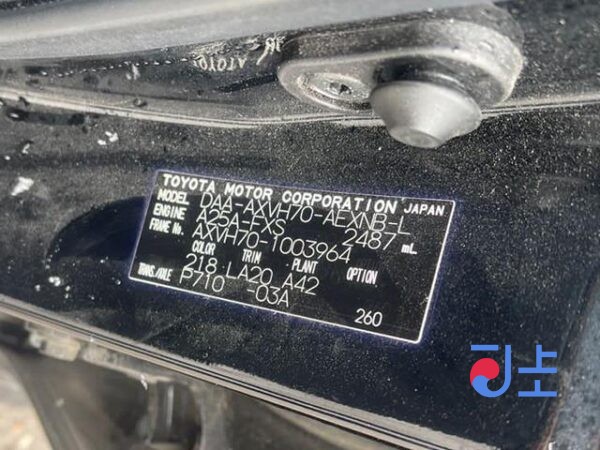 TOYOTA MOTOR CORPORATION JAPAN
MODEL DAA-AXVH70-AEXNB-L
ENGINE A25A-FXS 2487 mL
FRAME No. AXVH70-1003964
COLOR TRIM PLANT OPTION
218 LA20 A42
TRANS./AXLE P710 -03A
260